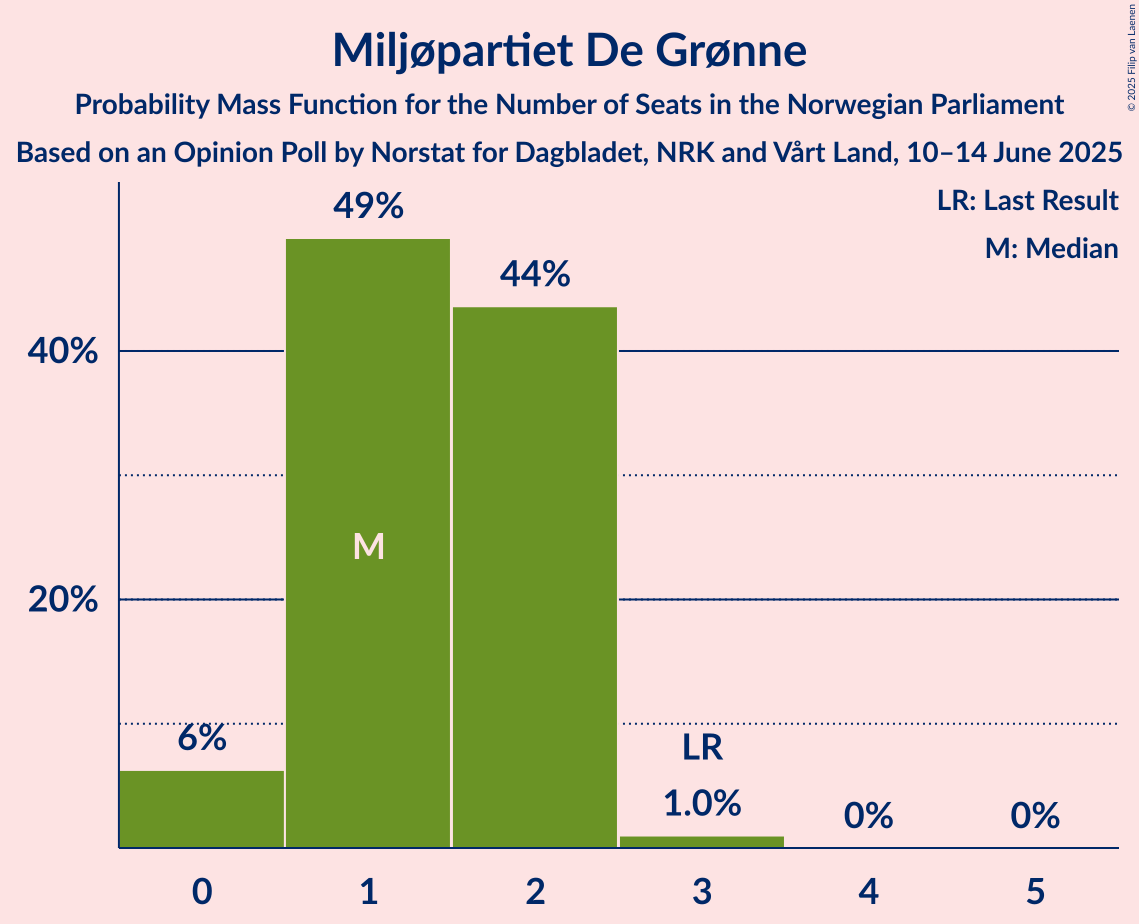 Miljøpartiet De Grønne
Probability Mass Function for the Number of Seats in the Norwegian Parliament
Based on an Opinion Poll by Norstat for Dagbladet, NRK and Vårt Land, 10–14 June 2025
© 2025 Filip van Laenen
LR: Last Result
M: Median
49%
44%
40%
M
20%
6%
LR
1.0%
0%
0%
0
1
2
3
4
5